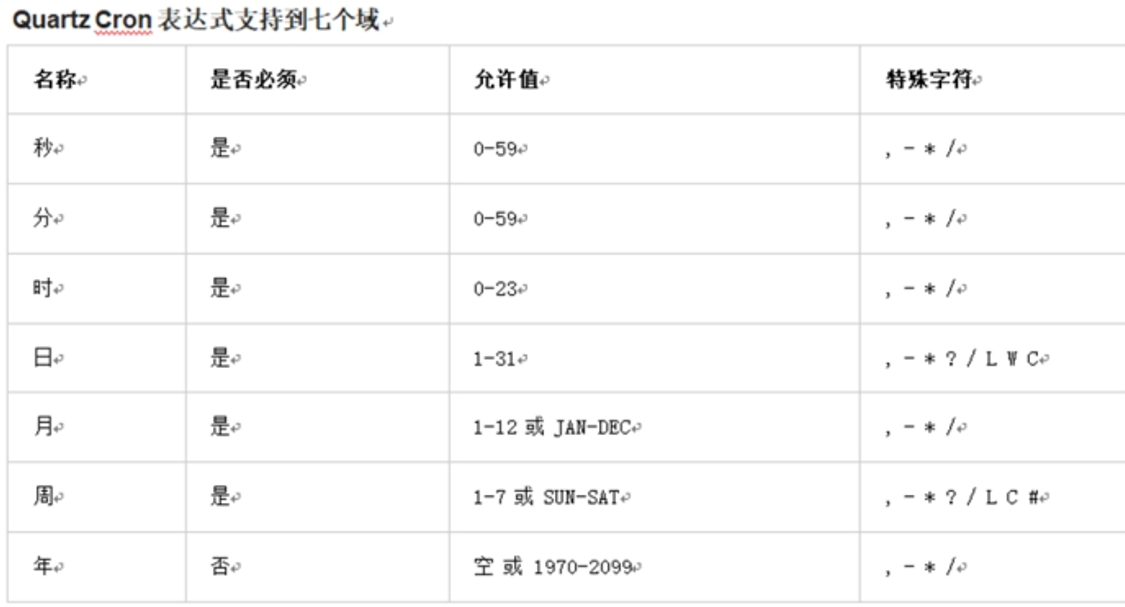 Quartz Cron 表达式支持到七个域
名称 是否必须 允许值 特殊字符
秒 是 0-59 , - * /
分 是 0-59 , - * /
时 是 0-23 , - * /
日 是 1-31 , - * ? / L W C
月 是 1-12 或 JAN-DEC , - * /
周 是 1-7 或 SUN-SAT , - * ? / L C #
年 否 空 或 1970-2099 , - * /